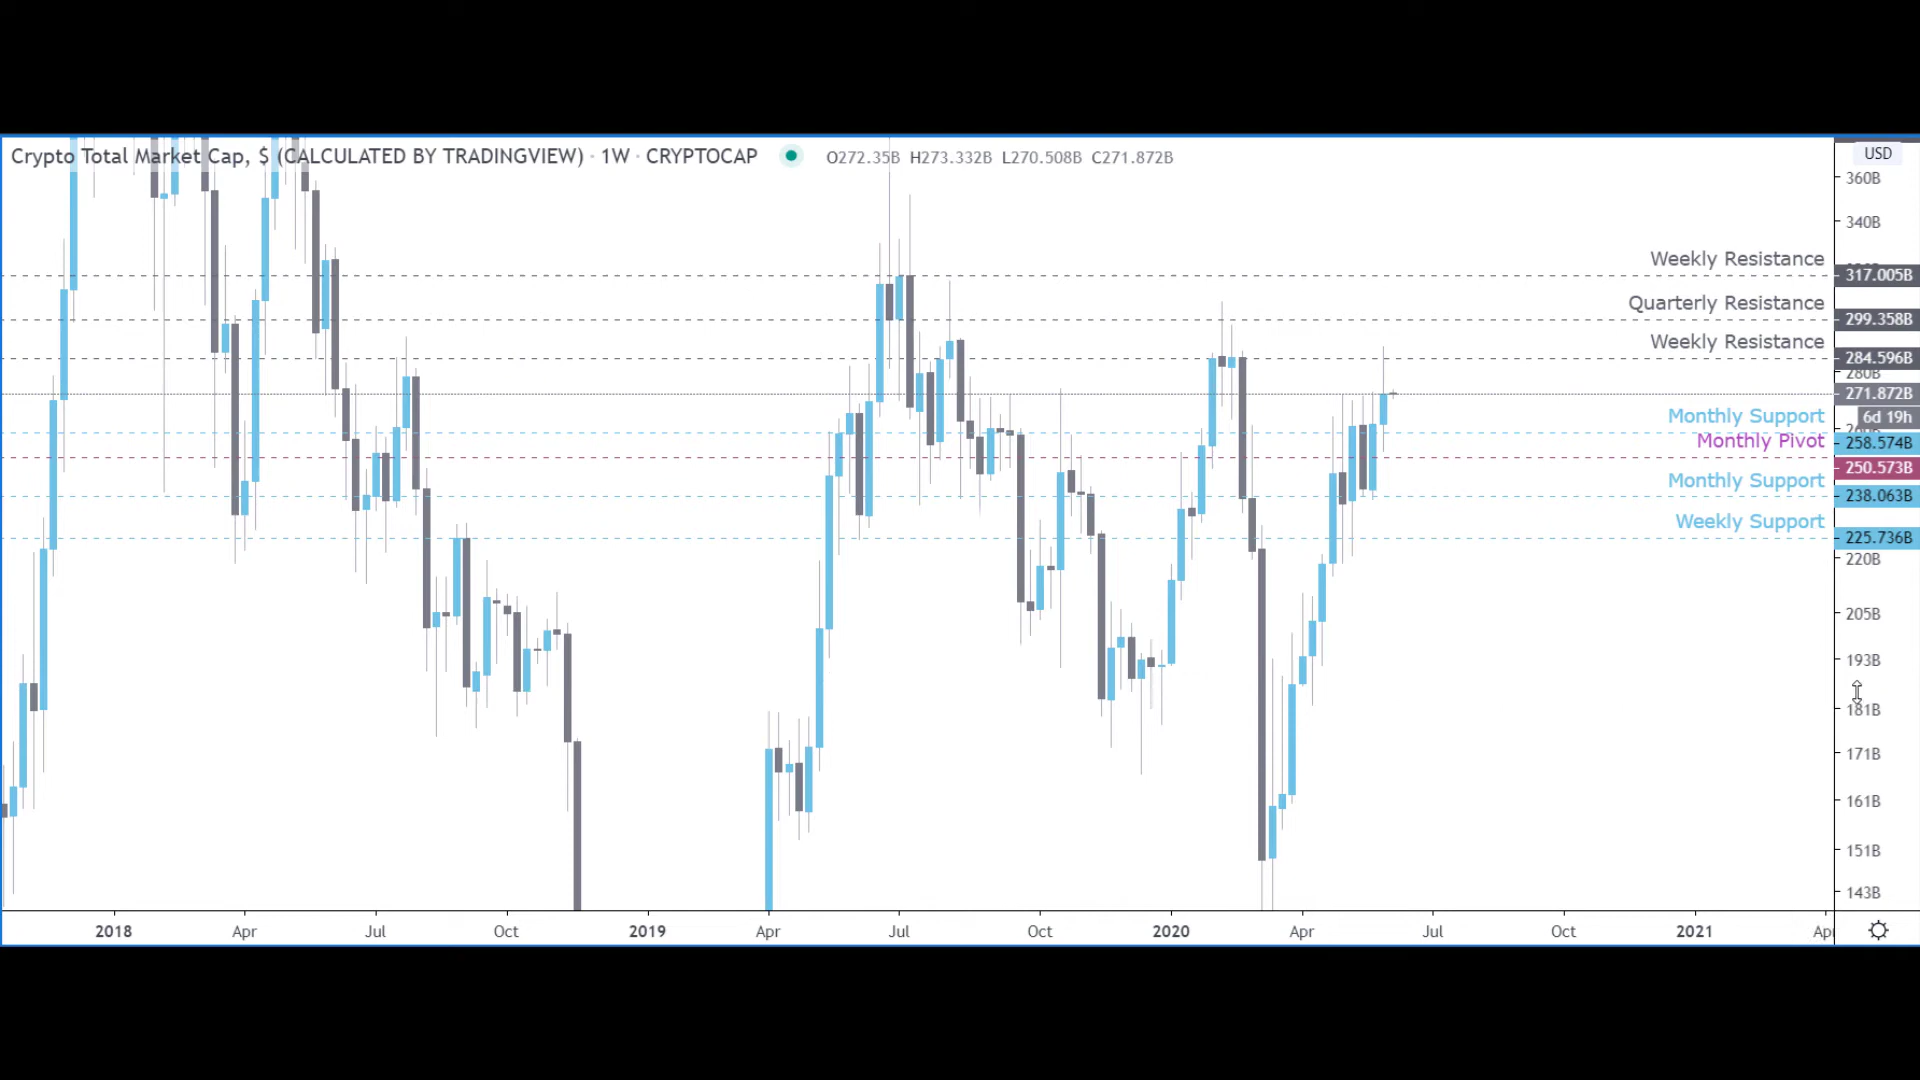 Crypto Total Market Cap, $ (CALCULATED BY TRADINGVIEW) · 1W · CRYPTOCAP O272.35B H273.332B L270.508B C271.872B
USD
360B
340B
Weekly Resistance
317.005B
Quarterly Resistance
299.358B
Weekly Resistance
284.596B
280B
271.872B
Monthly Support
6d 19h
Monthly Pivot
258.574B
250.573B
Monthly Support
238.063B
Weekly Support
225.736B
220B
205B
193B
181B
171B
161B
151B
143B
2018 Apr Jul Oct 2019 Apr Jul Oct 2020 Apr Jul Oct 2021 Ap